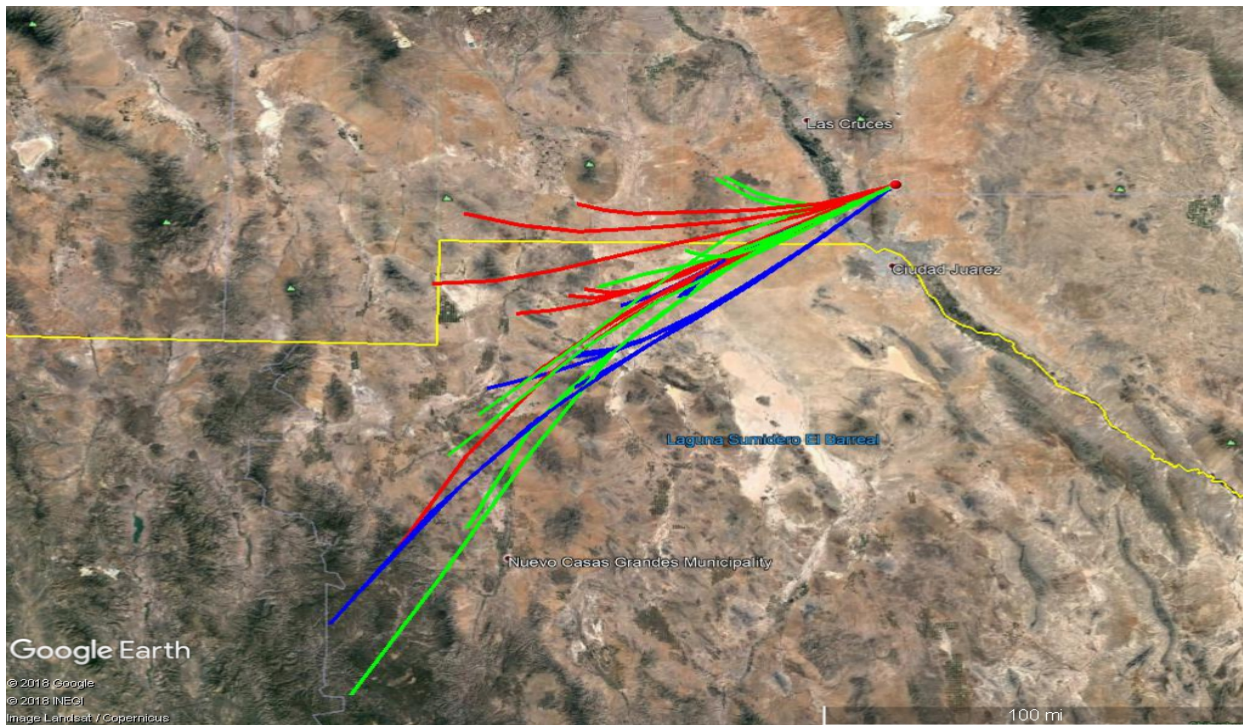 Las Cruces
Ciudad Juarez
Laguna Sumidero El Barreal
Nuevo Casas Grandes Municipality
Google Earth
© 2018 Google
© 2018 INEGI
Image Landsat / Copernicus
100 mi